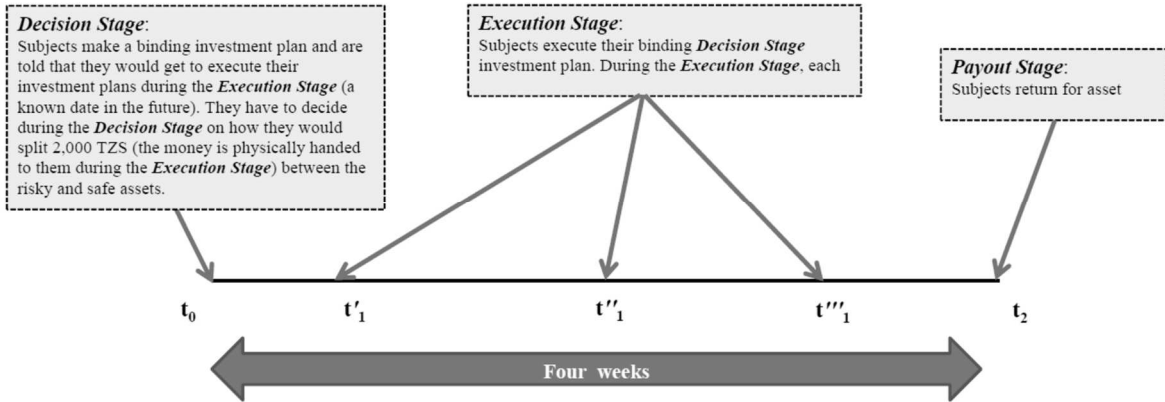 Decision Stage:
Subjects make a binding investment plan and are
told that they would get to execute their
investment plans during the Execution Stage (a
known date in the future). They have to decide
during the Decision Stage on how they would
split 2,000 TZS (the money is physically handed
to them during the Execution Stage) between the
risky and safe assets.
Execution Stage:
Subjects execute their binding Decision Stage
investment plan. During the Execution Stage, each
Payout Stage:
Subjects return for asset
t₀ t′₁ t′′₁ t′′′₁ t₂
Four weeks